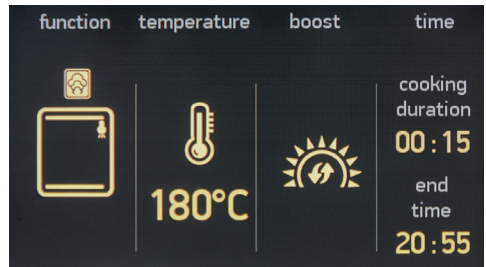 function temperature boost time
cooking
duration
00:15
180°C
end
time
20:55